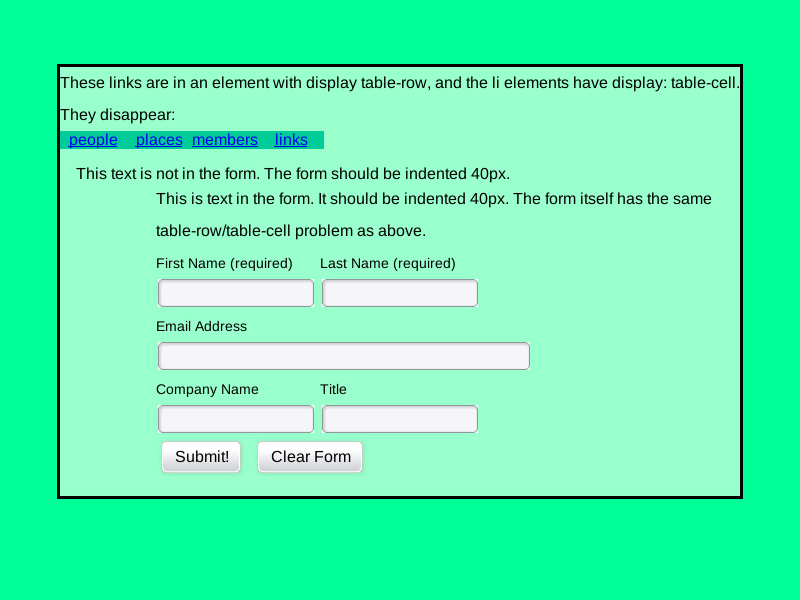 These links are in an element with display table-row, and the li elements have display: table-cell.
They disappear:
people places members links
This text is not in the form. The form should be indented 40px.
This is text in the form. It should be indented 40px. The form itself has the same
table-row/table-cell problem as above.
First Name (required) Last Name (required)
Email Address
Company Name Title
Submit! Clear Form